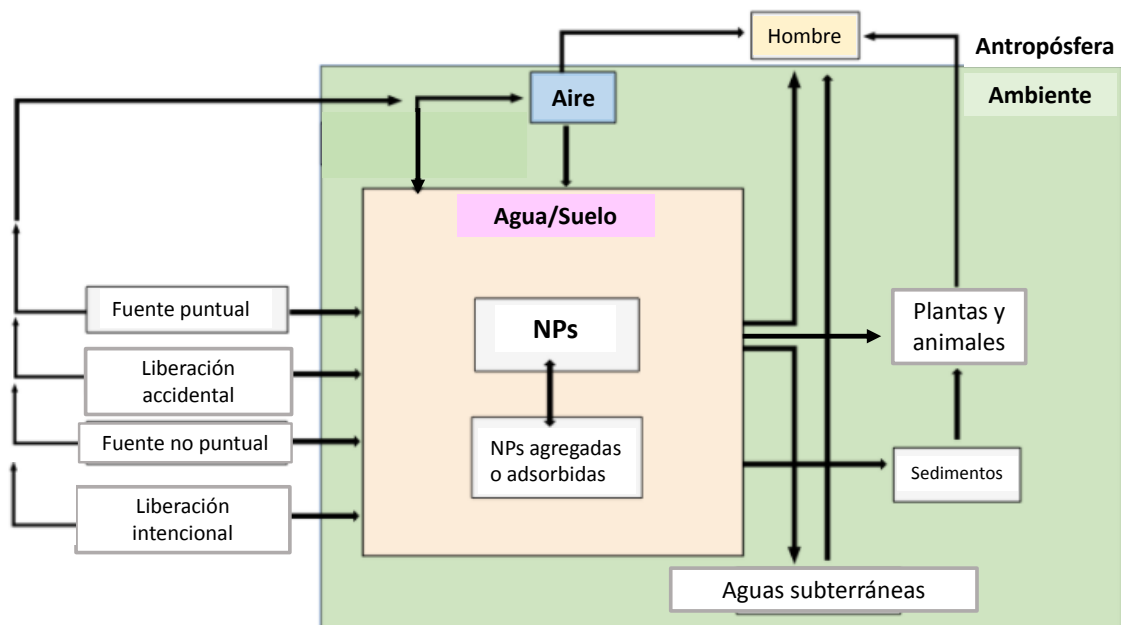 Hombre
Antropósfera
Aire
Ambiente
Agua/Suelo
Fuente puntual
NPs
Plantas y
animales
Liberación
accidental
Fuente no puntual
NPs agregadas
o adsorbidas
Sedimentos
Liberación
intencional
Aguas subterráneas